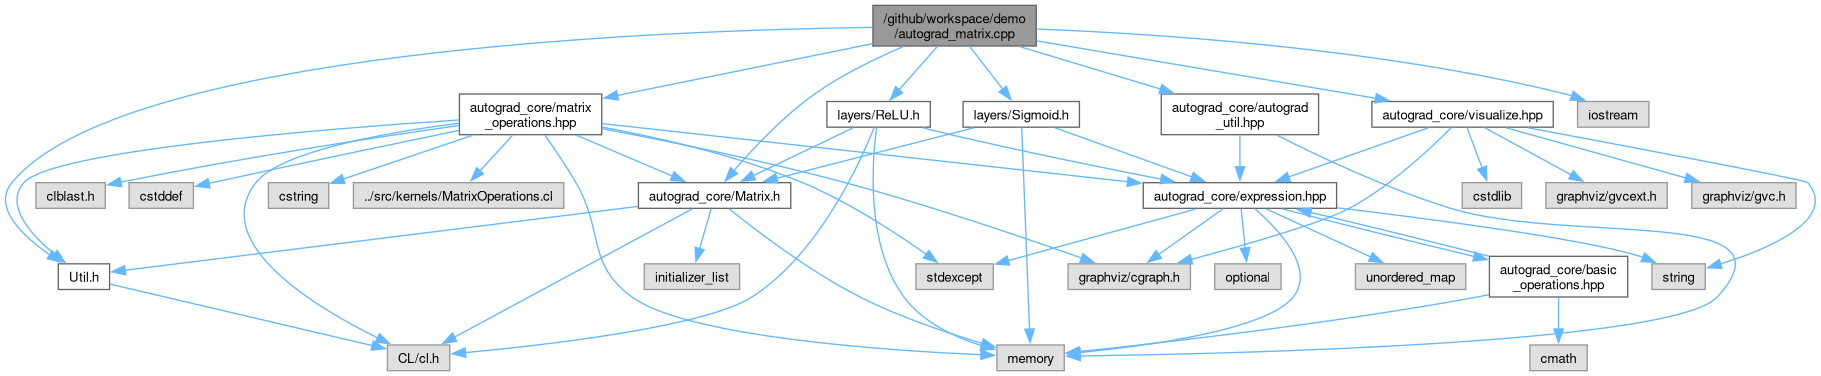 /github/workspace/demo
/autograd_matrix.cpp
autograd_core/matrix
_operations.hpp
layers/ReLU.h
layers/Sigmoid.h
autograd_core/autograd
_util.hpp
autograd_core/visualize.hpp
iostream
clblast.h
cstddef
cstring
../src/kernels/MatrixOperations.cl
autograd_core/Matrix.h
autograd_core/expression.hpp
cstdlib
graphviz/gvcext.h
graphviz/gvc.h
Util.h
initializer_list
stdexcept
graphviz/cgraph.h
optional
unordered_map
autograd_core/basic
_operations.hpp
string
CL/cl.h
memory
cmath